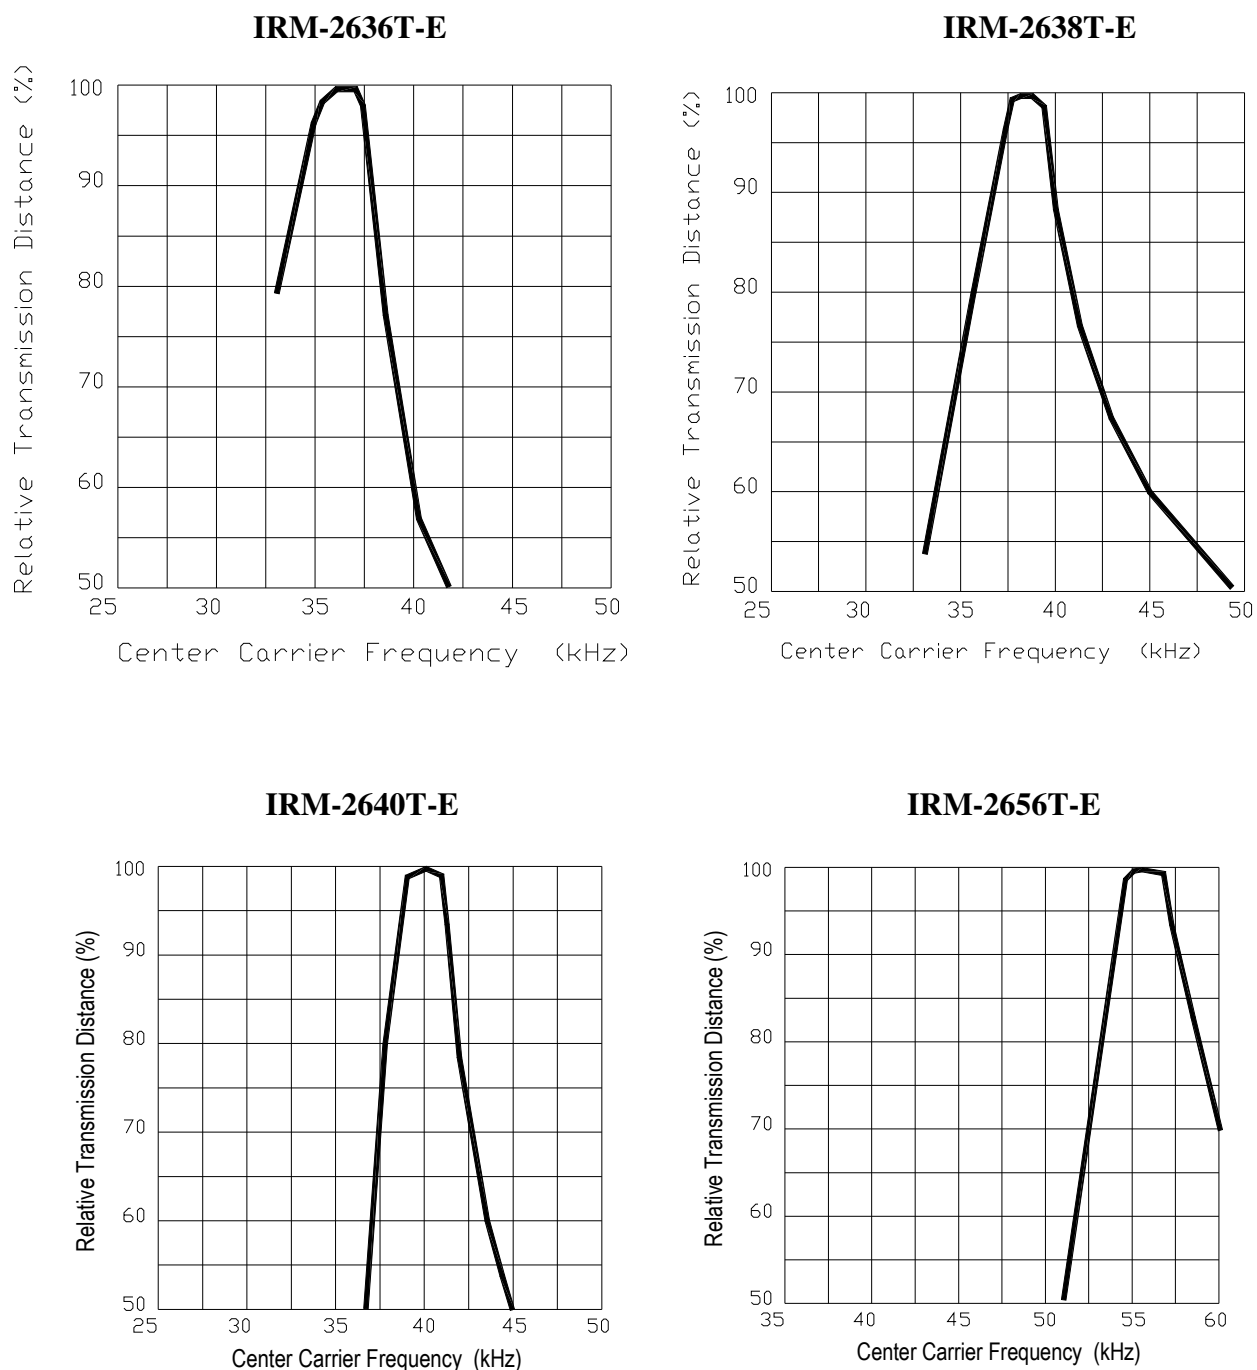 IRM-2636T-E
IRM-2638T-E
Relative Transmission Distance (%)
100
90
80
70
60
50
25 30 35 40 45 50
Center Carrier Frequency (kHz)
Relative Transmission Distance (%)
100
90
80
70
60
50
25 30 35 40 45 50
Center Carrier Frequency (kHz)
IRM-2640T-E
IRM-2656T-E
Relative Transmission Distance (%)
100
90
80
70
60
50
25 30 35 40 45 50
Center Carrier Frequency (kHz)
Relative Transmission Distance (%)
100
90
80
70
60
50
35 40 45 50 55 60
Center Carrier Frequency (kHz)